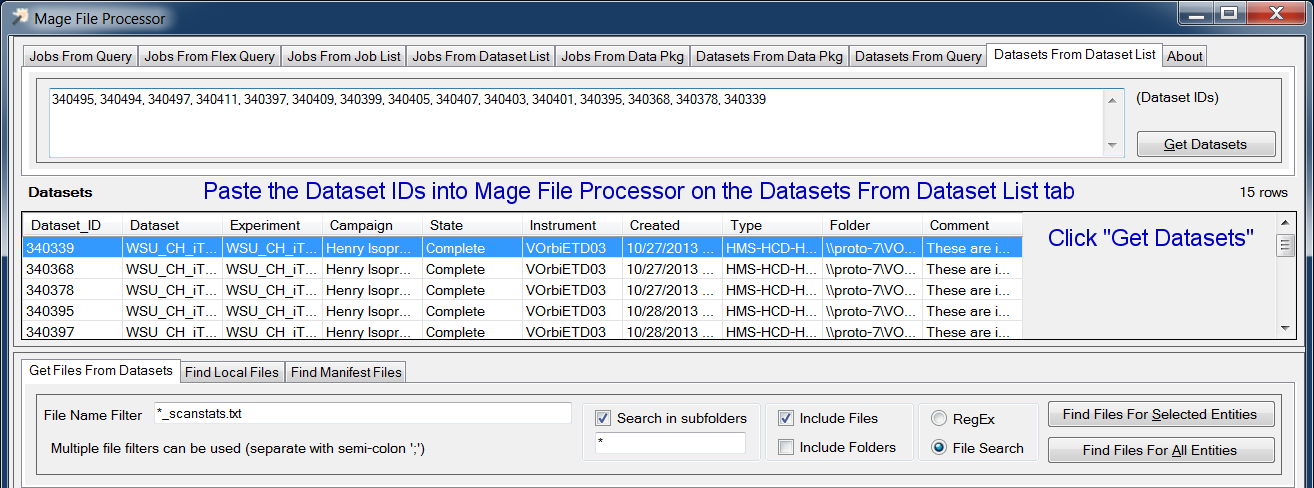 Mage File Processor
Jobs From Query Jobs From Flex Query Jobs From Job List Jobs From Dataset List Jobs From Data Pkg Datasets From Data Pkg Datasets From Query Datasets From Dataset List About
340495, 340494, 340497, 340411, 340397, 340409, 340399, 340405, 340407, 340403, 340401, 340395, 340368, 340378, 340339
(Dataset IDs)
Get Datasets
Datasets Paste the Dataset IDs into Mage File Processor on the Datasets From Dataset List tab 15 rows
Dataset_ID Dataset Experiment Campaign State Instrument Created Type Folder Comment
340339 WSU_CH_iT... WSU_CH_iT... Henry Isopr... Complete VOrbiETD03 10/27/2013 ... HMS-HCD-H... \\proto-7\VO... These are i...
Click "Get Datasets"
340368 WSU_CH_iT... WSU_CH_iT... Henry Isopr... Complete VOrbiETD03 10/27/2013 ... HMS-HCD-H... \\proto-7\VO... These are i...
340378 WSU_CH_iT... WSU_CH_iT... Henry Isopr... Complete VOrbiETD03 10/27/2013 ... HMS-HCD-H... \\proto-7\VO... These are i...
340395 WSU_CH_iT... WSU_CH_iT... Henry Isopr... Complete VOrbiETD03 10/28/2013 ... HMS-HCD-H... \\proto-7\VO... These are i...
340397 WSU_CH_iT... WSU_CH_iT... Henry Isopr... Complete VOrbiETD03 10/28/2013 ... HMS-HCD-H... \\proto-7\VO... These are i...
Get Files From Datasets Find Local Files Find Manifest Files
File Name Filter *_scanstats.txt
Search in subfolders Include Files RegEx Find Files For Selected Entities
Multiple file filters can be used (separate with semi-colon ';')
* Include Folders File Search Find Files For All Entities